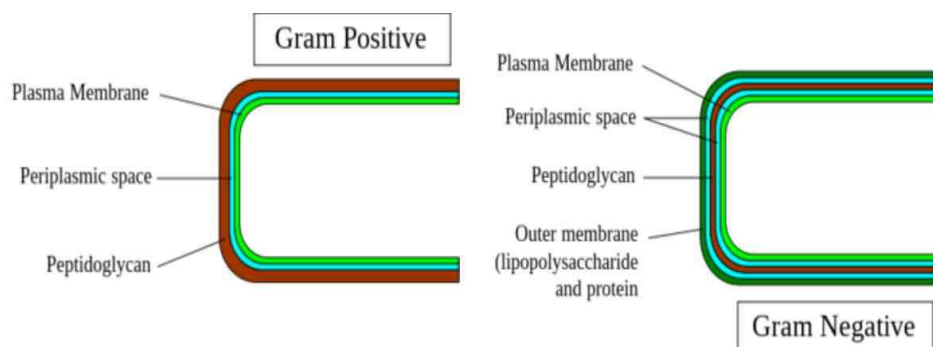 Gram Positive
Plasma Membrane
Periplasmic space
Peptidoglycan
Plasma Membrane
Periplasmic space
Peptidoglycan
Outer membrane
(lipopolysaccharide
and protein
Gram Negative